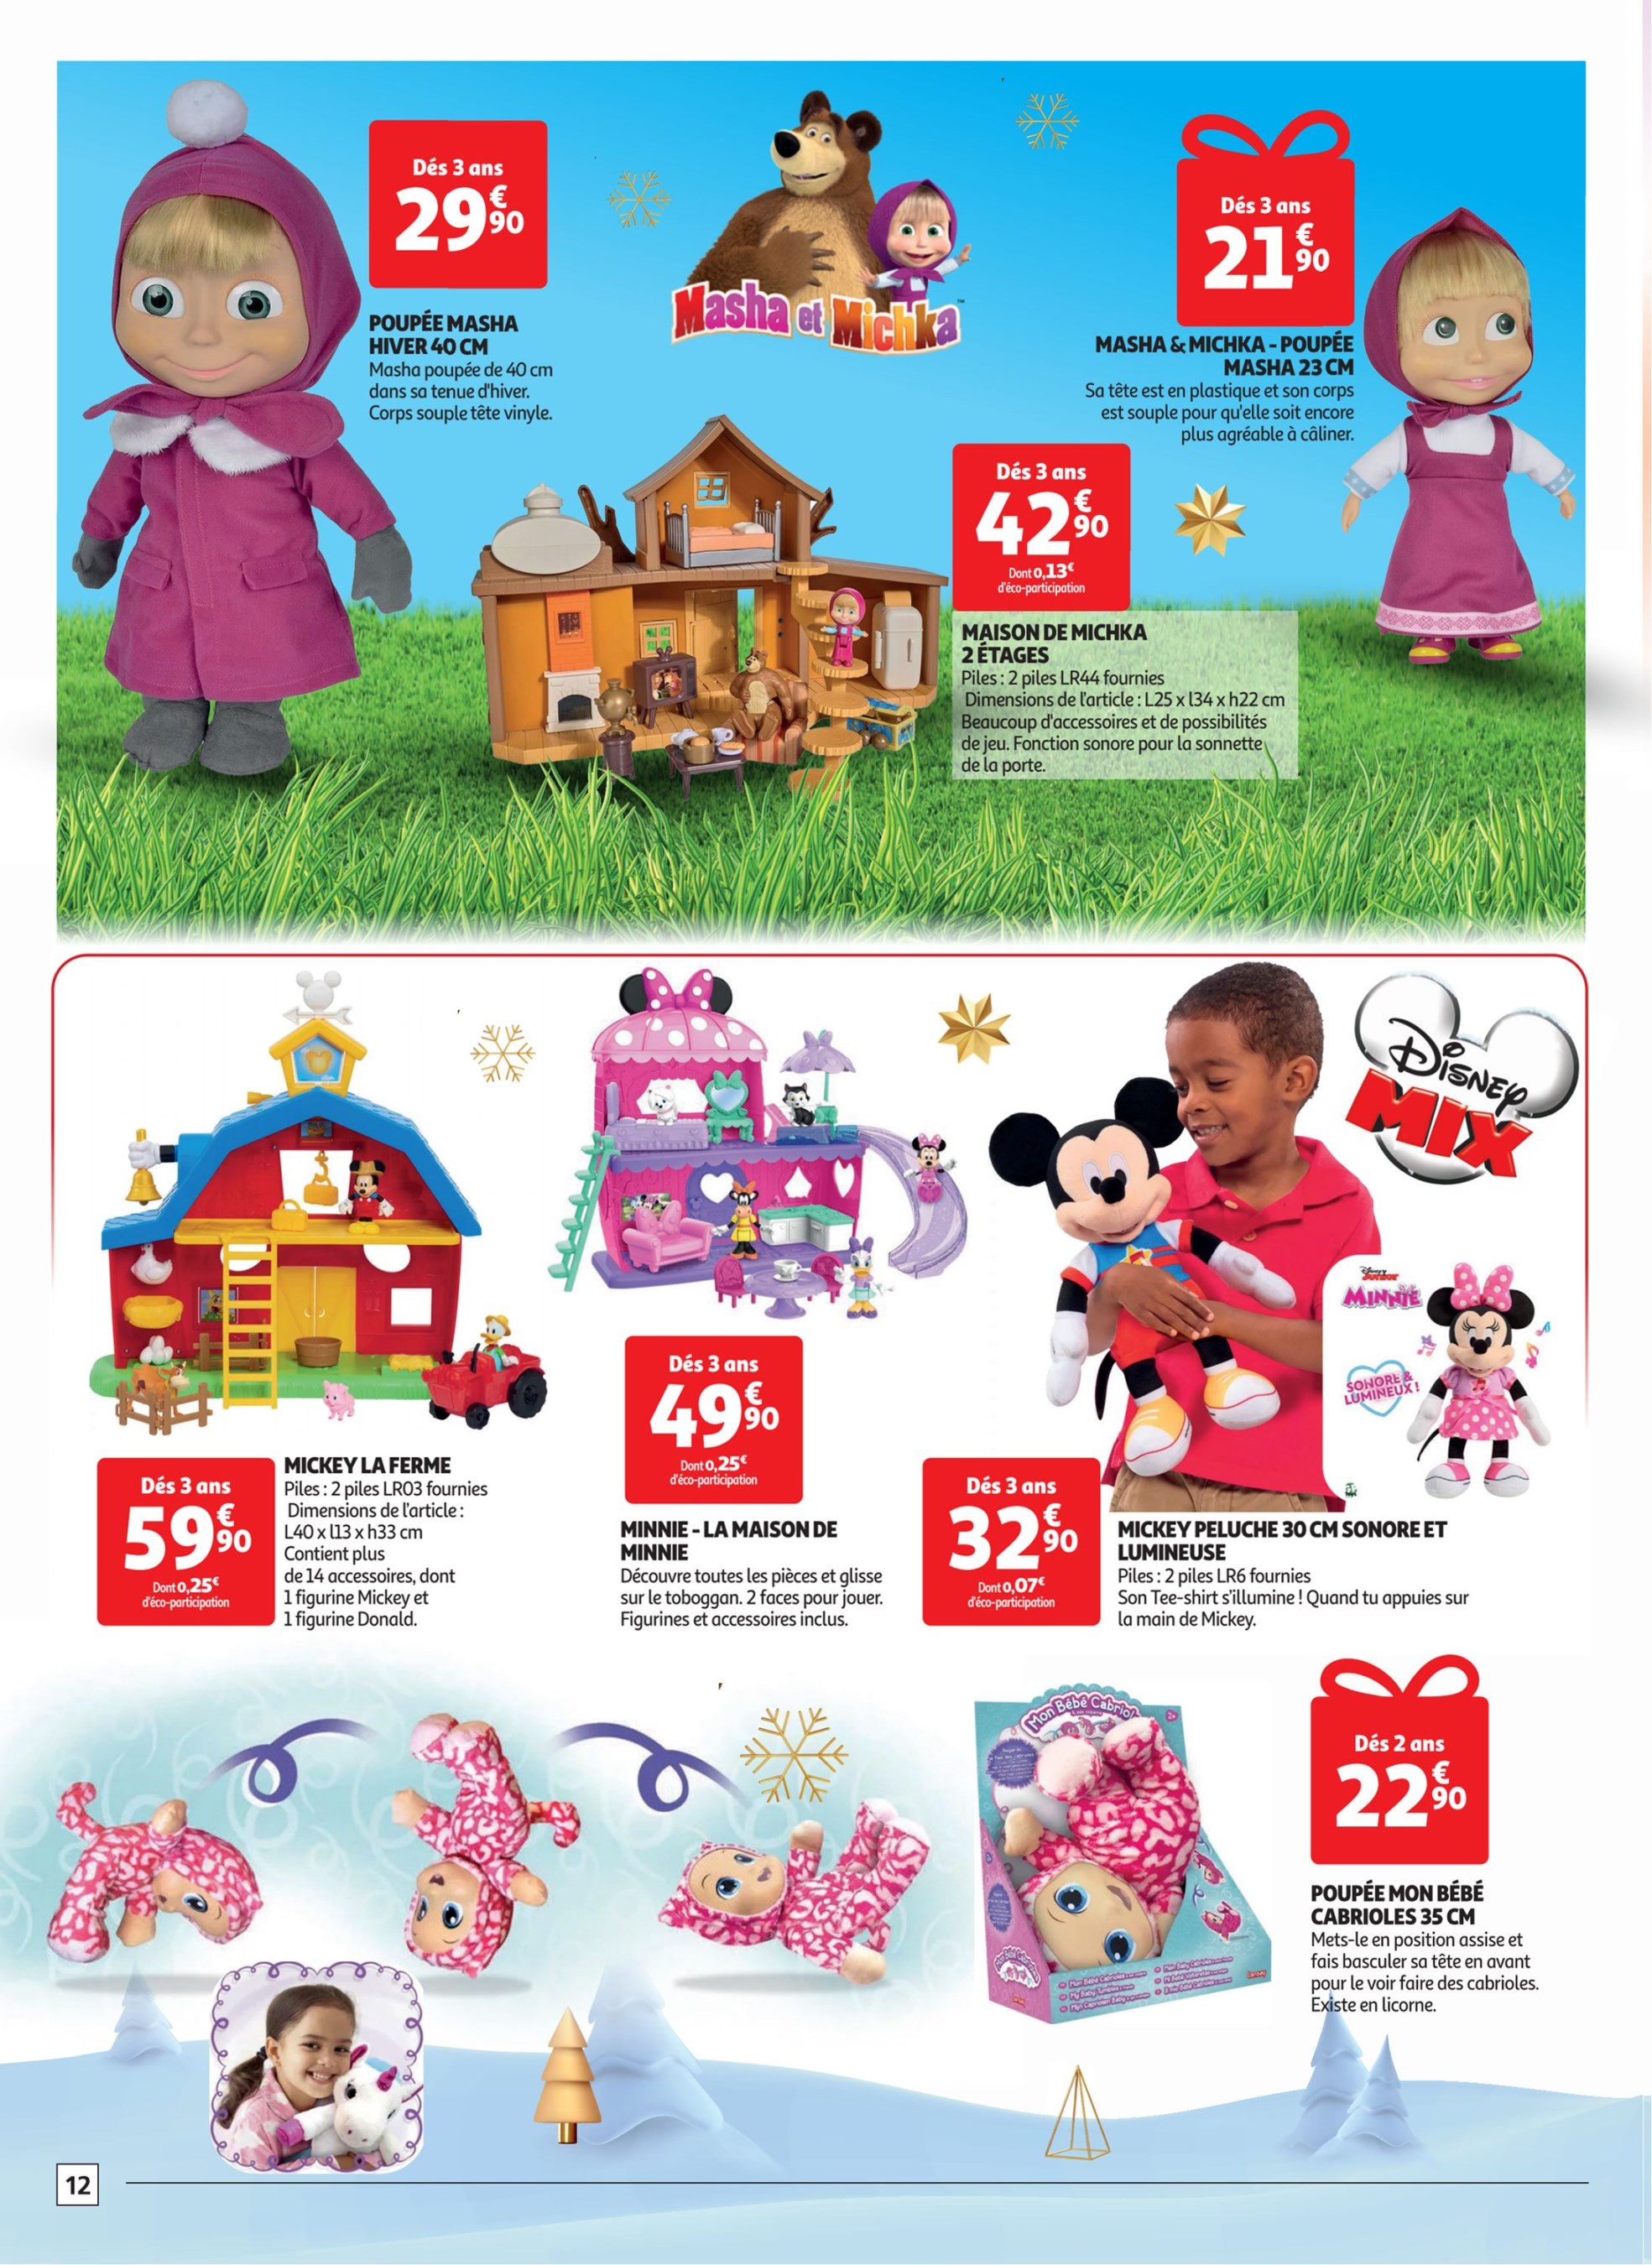 Dés 3 ans
29€90
POUPÉE MASHA
HIVER 40 CM
Masha poupée de 40 cm
dans sa tenue d'hiver.
Corps souple tête vinyle.
Masha et Michka™
Dés 3 ans
21€90
MASHA & MICHKA - POUPÉE
MASHA 23 CM
Sa tête est en plastique et son corps
est souple pour qu'elle soit encore
plus agréable à câliner.
Dés 3 ans
42€90
Dont 0,13€
d'éco-participation
MAISON DE MICHKA
2 ÉTAGES
Piles : 2 piles LR44 fournies
Dimensions de l'article : L25 x l34 x h22 cm
Beaucoup d'accessoires et de possibilités
de jeu. Fonction sonore pour la sonnette
de la porte.
DISNEY
MIX
Disney
Junior
MINNIE
SONORE &
LUMINEUX !
Dés 3 ans
59€90
Dont 0,25€
d'éco-participation
MICKEY LA FERME
Piles : 2 piles LR03 fournies
Dimensions de l'article :
L40 x l13 x h33 cm
Contient plus
de 14 accessoires, dont
1 figurine Mickey et
1 figurine Donald.
Dés 3 ans
49€90
Dont 0,25€
d'éco-participation
MINNIE - LA MAISON DE
MINNIE
Découvre toutes les pièces et glisse
sur le toboggan. 2 faces pour jouer.
Figurines et accessoires inclus.
Dés 3 ans
32€90
Dont 0,07€
d'éco-participation
MICKEY PELUCHE 30 CM SONORE ET
LUMINEUSE
Piles : 2 piles LR6 fournies
Son Tee-shirt s'illumine ! Quand tu appuies sur
la main de Mickey.
Mon Bébé Cabriol
Dés 2 ans
22€90
POUPÉE MON BÉBÉ
CABRIOLES 35 CM
Mets-le en position assise et
fais basculer sa tête en avant
pour le voir faire des cabrioles.
Existe en licorne.
12